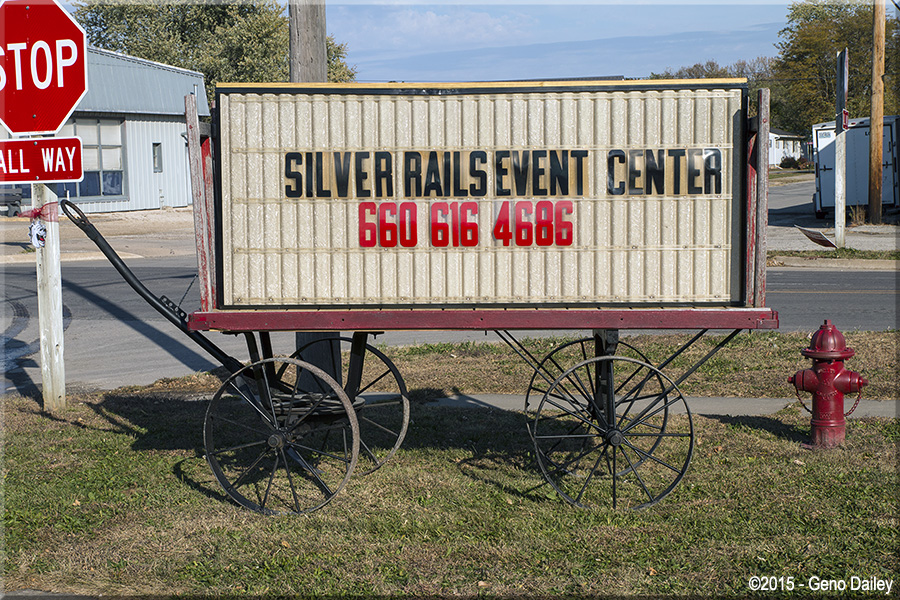 STOP
ALL WAY
SILVER RAILS EVENT CENTER
660 616 4686
©2015 - Geno Dailey